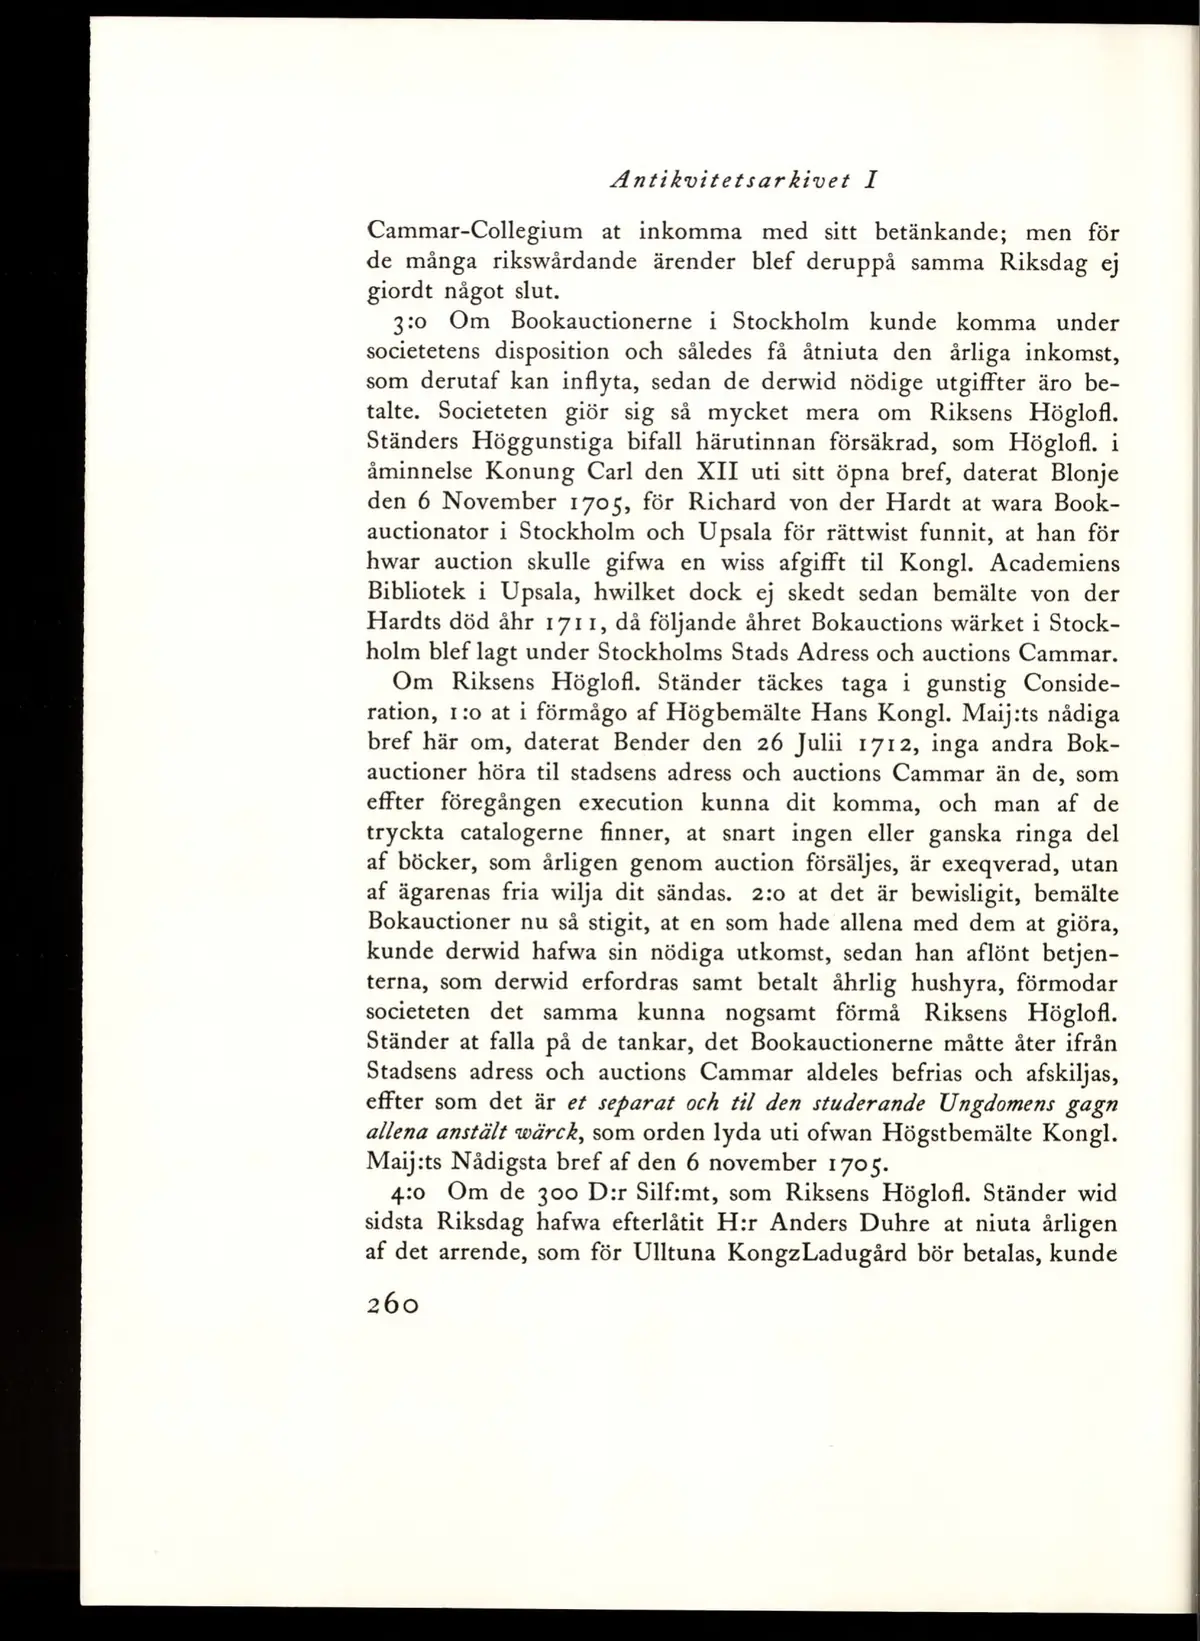 Antikvitetsarkivet I
Cammar-Collegium at inkomma med sitt betänkande; men för
de många rikswårdande ärender blef deruppå samma Riksdag ej
giordt något slut.
3:o Om Bookauctionerne i Stockholm kunde komma under
societetens disposition och således få åtniuta den årliga inkomst,
som derutaf kan inflyta, sedan de derwid nödige utgiffter äro be-
talte. Societeten giör sig så mycket mera om Riksens Höglofl.
Ständers Höggunstiga bifall härutinnan försäkrad, som Höglofl. i
åminnelse Konung Carl den XII uti sitt öpna bref, daterat Blonje
den 6 November 1705, för Richard von der Hardt at wara Book-
auctionator i Stockholm och Upsala för rättwist funnit, at han för
hwar auction skulle gifwa en wiss afgifft til Kongl. Academiens
Bibliotek i Upsala, hwilket dock ej skedt sedan bemälte von der
Hardts död åhr 1711, då följande åhret Bokauctions wärket i Stock-
holm blef lagt under Stockholms Stads Adress och auctions Cammar.
Om Riksens Höglofl. Ständer täckes taga i gunstig Conside-
ration, 1:o at i förmågo af Högbemälte Hans Kongl. Maij:ts nådiga
bref här om, daterat Bender den 26 Julii 1712, inga andra Bok-
auctioner höra til stadsens adress och auctions Cammar än de, som
effter föregången execution kunna dit komma, och man af de
tryckta catalogerne finner, at snart ingen eller ganska ringa del
af böcker, som årligen genom auction försäljes, är exeqverad, utan
af ägarenas fria wilja dit sändas. 2:o at det är bewisligit, bemälte
Bokauctioner nu så stigit, at en som hade allena med dem at giöra,
kunde derwid hafwa sin nödiga utkomst, sedan han aflönt betjen-
terna, som derwid erfordras samt betalt åhrlig hushyra, förmodar
societeten det samma kunna nogsamt förmå Riksens Höglofl.
Ständer at falla på de tankar, det Bookauctionerne måtte åter ifrån
Stadsens adress och auctions Cammar aldeles befrias och afskiljas,
effter som det är et separat och til den studerande Ungdomens gagn
allena anstält wärck, som orden lyda uti ofwan Högstbemälte Kongl.
Maij:ts Nådigsta bref af den 6 november 1705.
4:o Om de 300 D:r Silf:mt, som Riksens Höglofl. Ständer wid
sidsta Riksdag hafwa efterlåtit H:r Anders Duhre at niuta årligen
af det arrende, som för Ulltuna KongzLadugård bör betalas, kunde
260